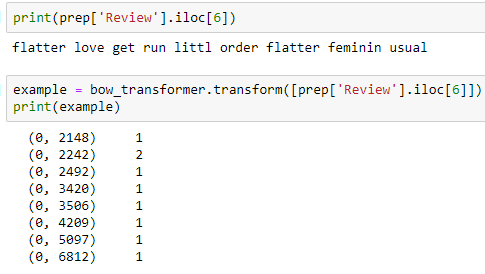 print(prep['Review'].iloc[6])
flatter love get run littl order flatter feminin usual
example = bow_transformer.transform([prep['Review'].iloc[6]])
print(example)
(0, 2148) 1
(0, 2242) 2
(0, 2492) 1
(0, 3420) 1
(0, 3506) 1
(0, 4209) 1
(0, 5097) 1
(0, 6812) 1